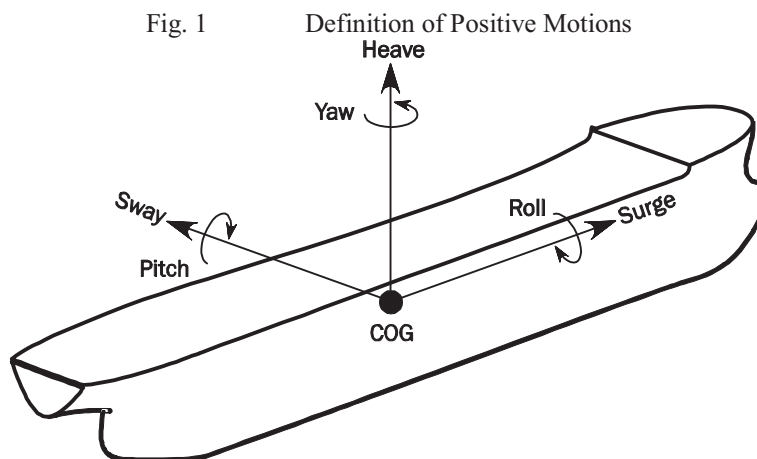 Fig. 1 Definition of Positive Motions
Heave
Yaw
Sway
Roll
Surge
Pitch
COG